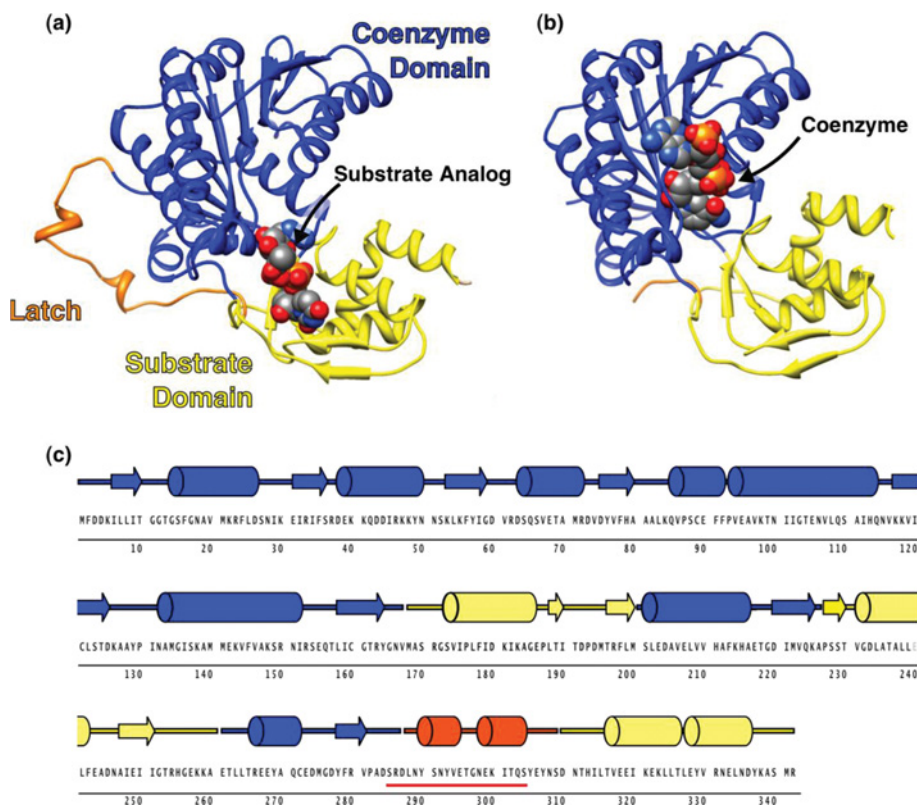 (a)
Coenzyme
Domain
Substrate Analog
Latch
Substrate
Domain
(b)
Coenzyme
(c)
MFDDKILLIT GGTGSFGNAV MKRFLDSNIK EIRIFSRDEK KQDDIRKKYN NSKLKFYIGD VRDSQSVETA MRDVDYVFHA AALKQVPSCE FFPVEAVKTN IIGTENVLQS AIHQNVKKVI
10 20 30 40 50 60 70 80 90 100 110 120
CLSTDKAAYP INAMGISKAM MEKVFVAKSR NIRSEQTLIC GTRYGNVMAS RGSVIPLFID KIKAGEPLTI TDPDMTRFLM SLEDAVELVV HAFKHAETGD IMVQKAPSST VGDLATALLE
130 140 150 160 170 180 190 200 210 220 230 240
LFEADNAIEI IGTRHGEKKA ETLLTREEYA QCEDMGDYFR VPADSRDLNY SNYVETGNEK ITQSYEYNSD NTHILTVEEI KEKLLTLEYV RNELNDYKAS MR
250 260 270 280 290 300 310 320 330 340